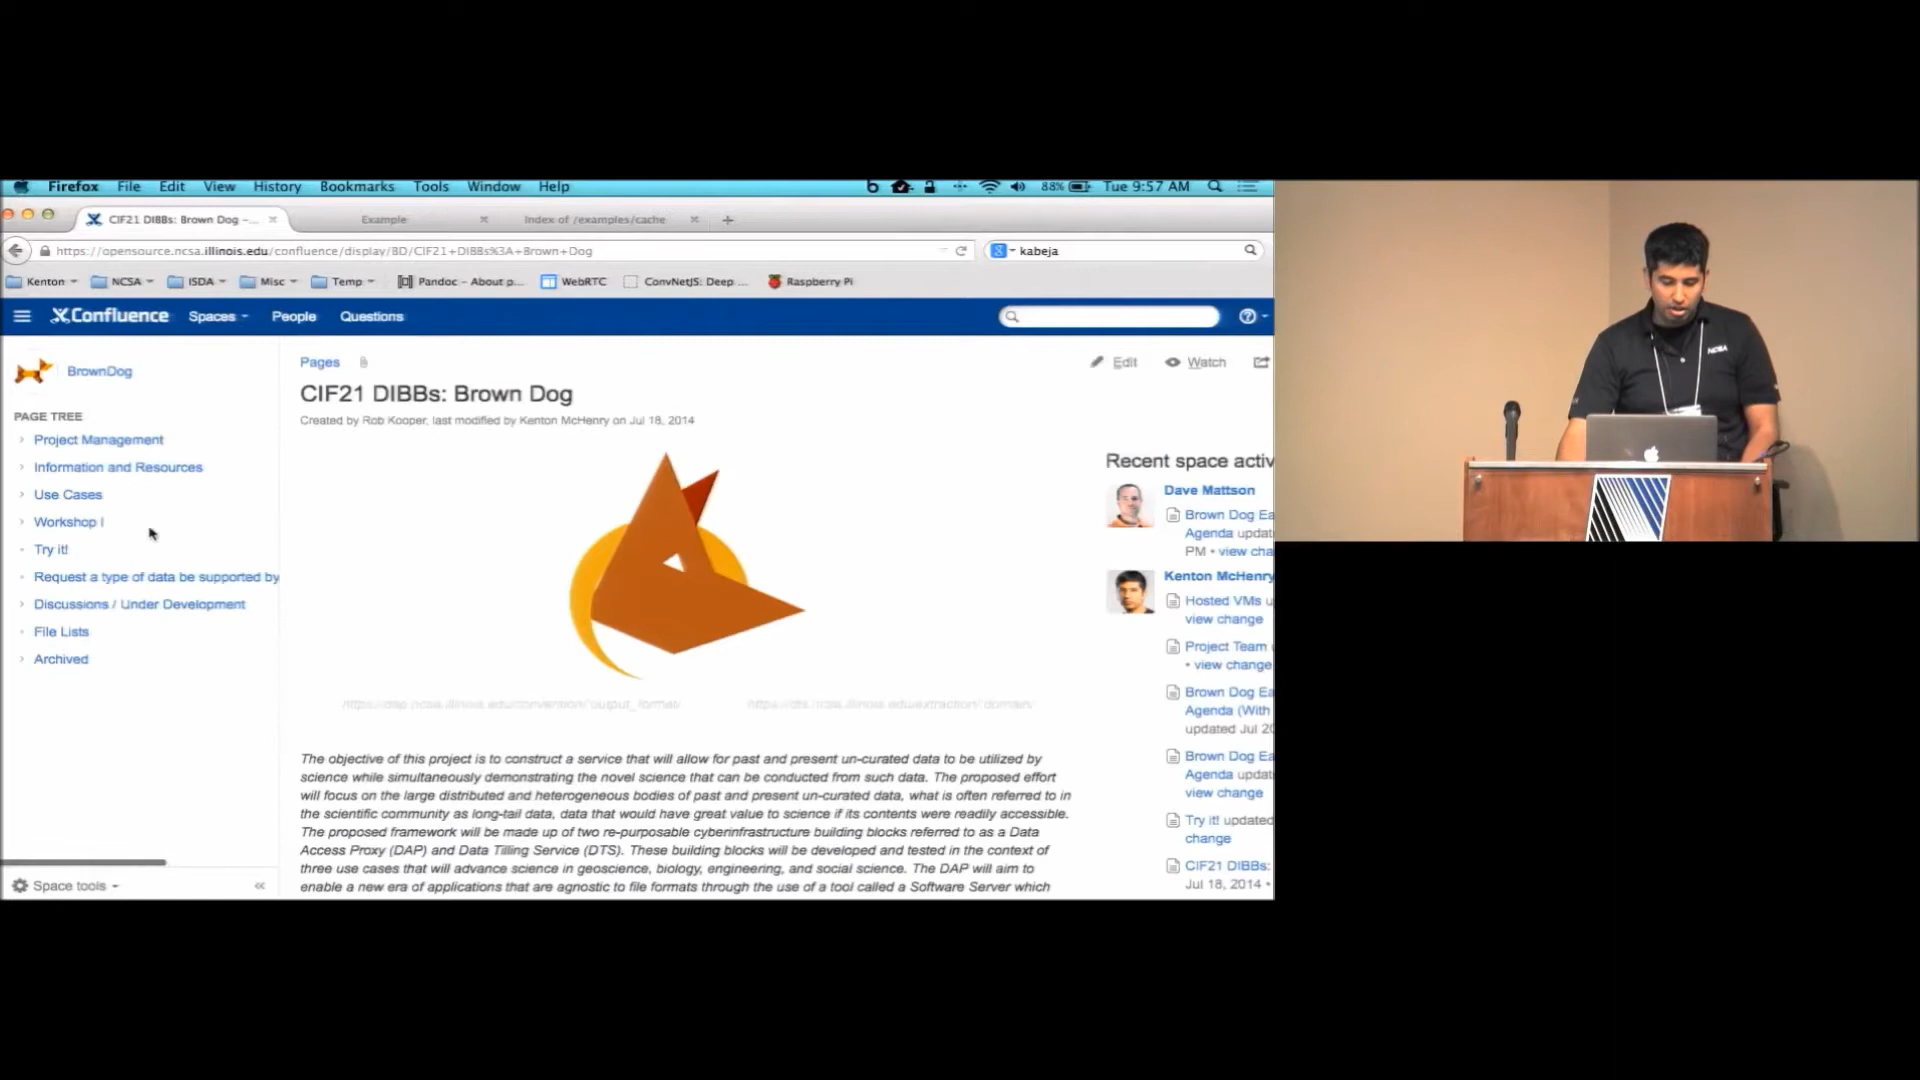 Firefox File Edit View History Bookmarks Tools Window Help 88% Tue 9:57 AM
CIF21 DIBBs: Brown Dog -... Example Index of /examples/cache
https://opensource.ncsa.illinois.edu/confluence/display/BD/CIF21+DIBBs%3A+Brown+Dog kabeja
Kenton NCSA ISDA Misc Temp Pandoc - About p... WebRTC ConvNetJS: Deep ... Raspberry Pi
Confluence Spaces People Questions
BrownDog
PAGE TREE
Project Management
Information and Resources
Use Cases
Workshop I
Try it!
Request a type of data be supported by
Discussions / Under Development
File Lists
Archived
Space tools
Pages Edit Watch
CIF21 DIBBs: Brown Dog
Created by Rob Kooper, last modified by Kenton McHenry on Jul 18, 2014
The objective of this project is to construct a service that will allow for past and present un-curated data to be utilized by
science while simultaneously demonstrating the novel science that can be conducted from such data. The proposed effort
will focus on the large distributed and heterogeneous bodies of past and present un-curated data, what is often referred to in
the scientific community as long-tail data, data that would have great value to science if its contents were readily accessible.
The proposed framework will be made up of two re-purposable cyberinfrastructure building blocks referred to as a Data
Access Proxy (DAP) and Data Tilling Service (DTS). These building blocks will be developed and tested in the context of
three use cases that will advance science in geoscience, biology, engineering, and social science. The DAP will aim to
enable a new era of applications that are agnostic to file formats through the use of a tool called a Software Server which
Recent space activ
Dave Mattson
Brown Dog Ea
Agenda updat
PM • view cha
Kenton McHenry
Hosted VMs u
view change
Project Team u
• view change
Brown Dog Ea
Agenda (With
updated Jul 20
Brown Dog Ea
Agenda updat
view change
Try it! updated
change
CIF21 DIBBs:
Jul 18, 2014 •
NCSA